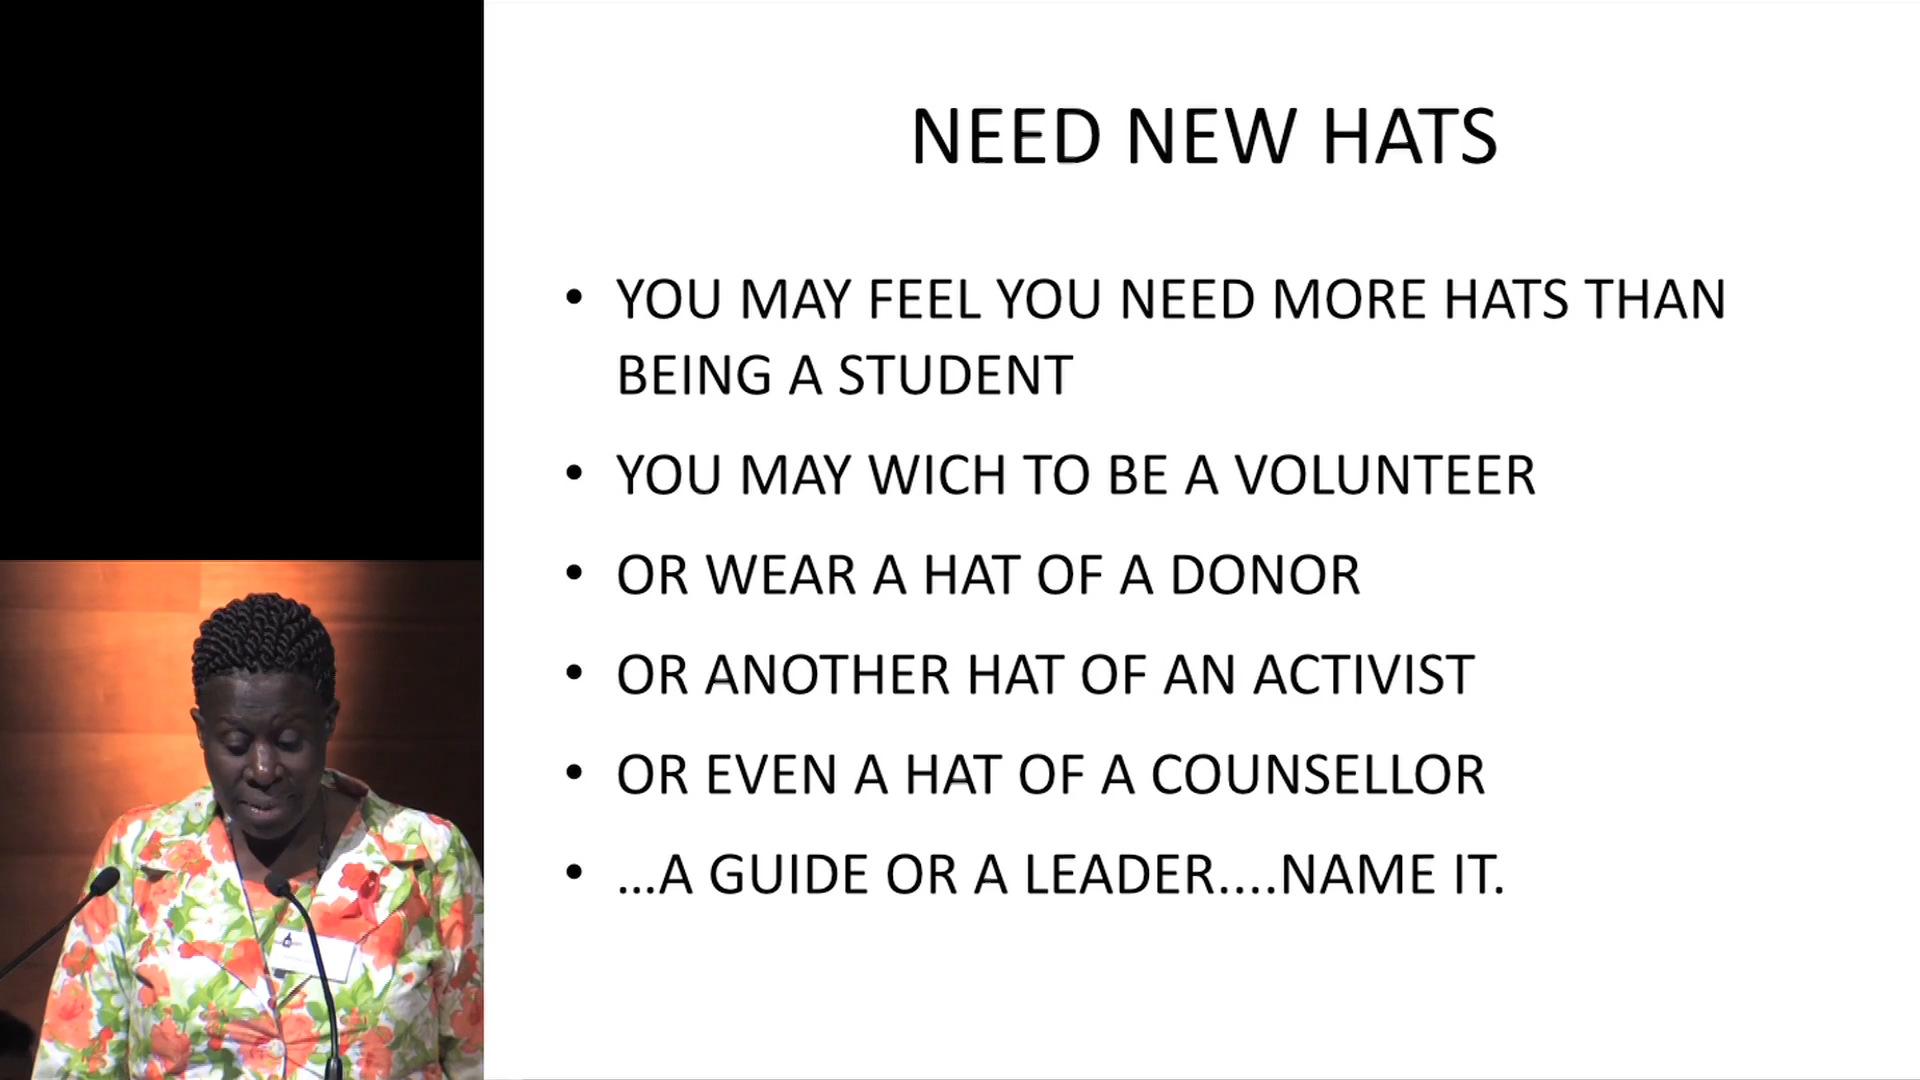 NEED NEW HATS
• YOU MAY FEEL YOU NEED MORE HATS THAN
BEING A STUDENT
• YOU MAY WICH TO BE A VOLUNTEER
• OR WEAR A HAT OF A DONOR
• OR ANOTHER HAT OF AN ACTIVIST
• OR EVEN A HAT OF A COUNSELLOR
• ...A GUIDE OR A LEADER....NAME IT.